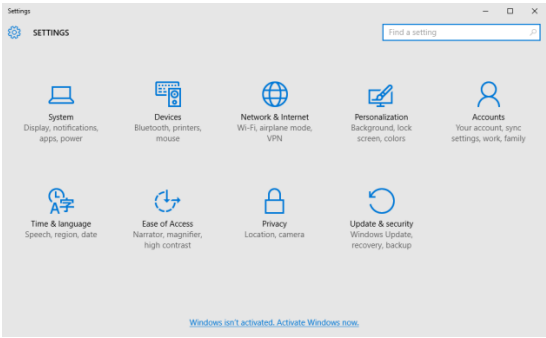 Settings
SETTINGS
Find a setting
System
Display, notifications,
apps, power
Devices
Bluetooth, printers,
mouse
Network & Internet
Wi-Fi, airplane mode,
VPN
Personalization
Background, lock
screen, colors
Accounts
Your account, sync
settings, work, family
A字
Time & language
Speech, region, date
Ease of Access
Narrator, magnifier,
high contrast
Privacy
Location, camera
Update & security
Windows Update,
recovery, backup
Windows isn't activated. Activate Windows now.